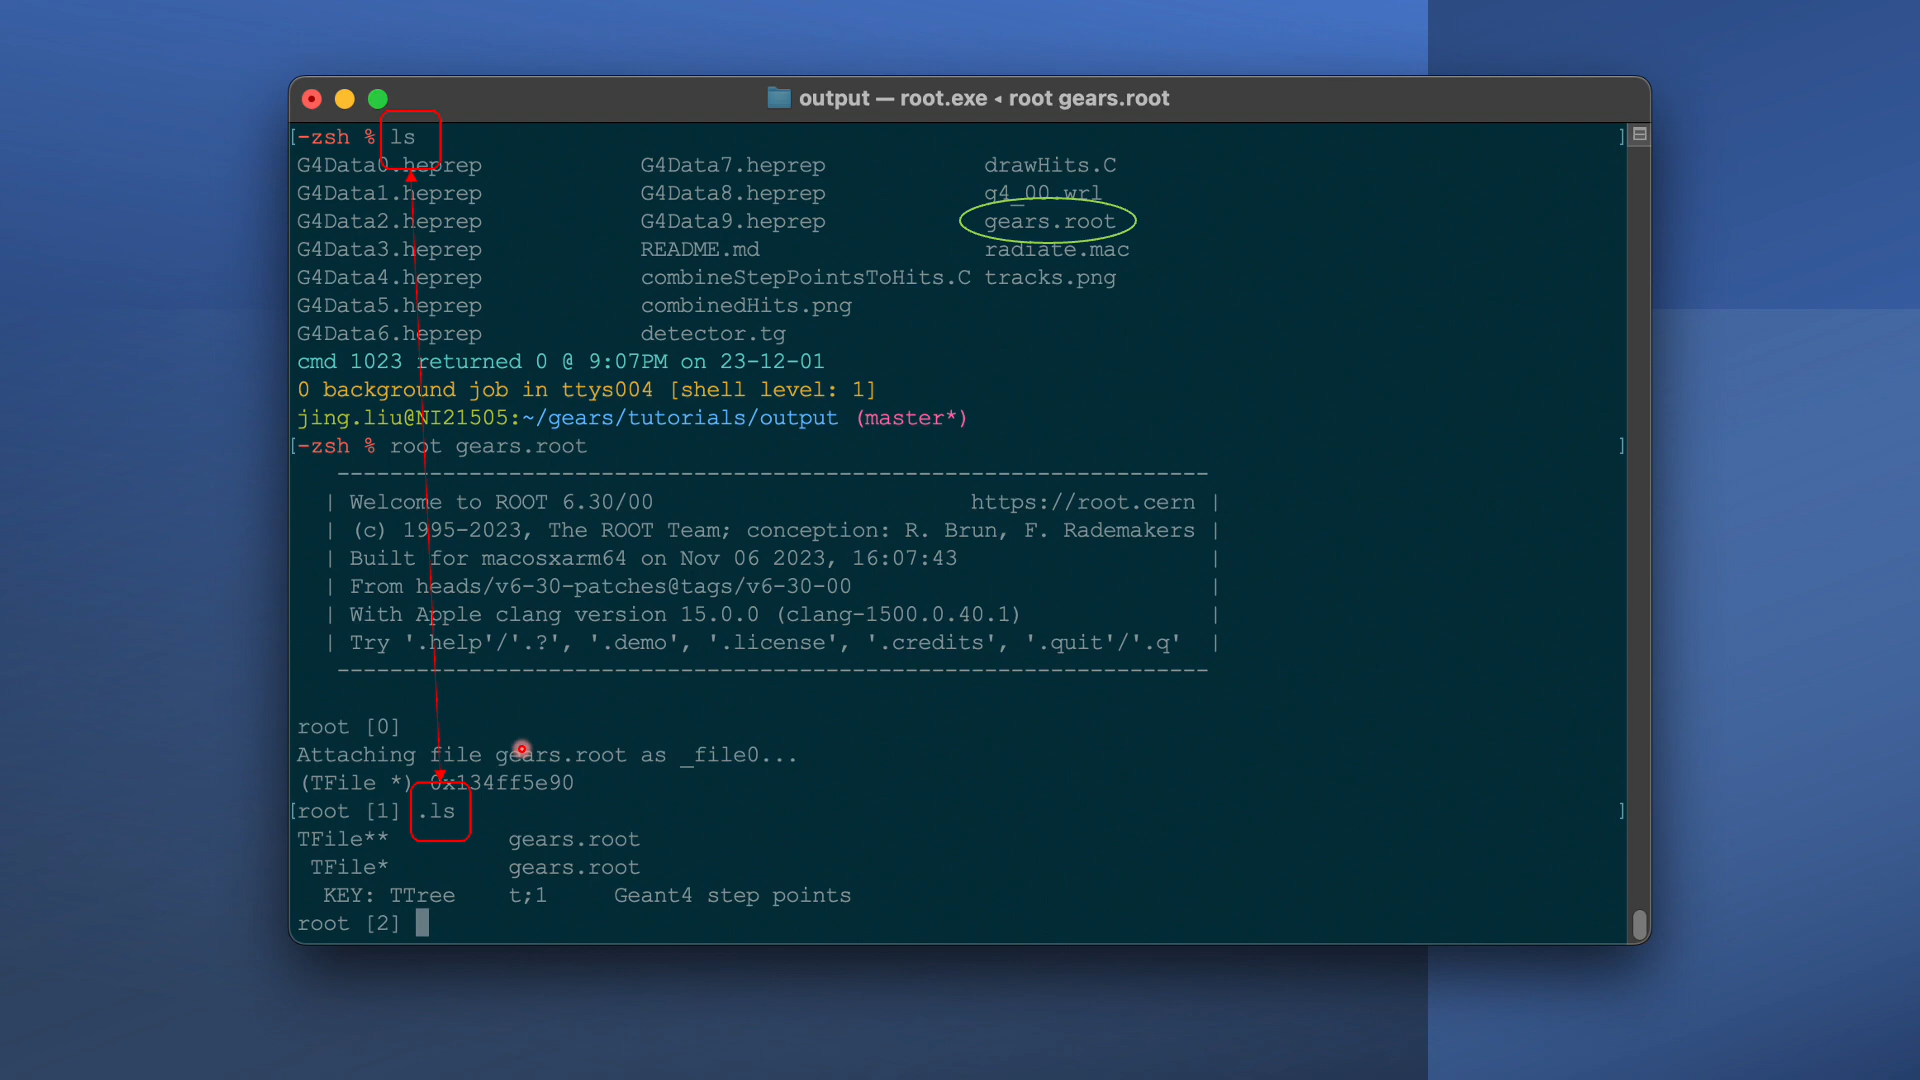 output — root.exe ◂ root gears.root
[-zsh % ls ]
G4Data0.heprep G4Data7.heprep drawHits.C
G4Data1.heprep G4Data8.heprep g4_00.wrl
G4Data2.heprep G4Data9.heprep gears.root
G4Data3.heprep README.md radiate.mac
G4Data4.heprep combineStepPointsToHits.C tracks.png
G4Data5.heprep combinedHits.png
G4Data6.heprep detector.tg
cmd 1023 returned 0 @ 9:07PM on 23-12-01
0 background job in ttys004 [shell level: 1]
jing.liu@NI21505:~/gears/tutorials/output (master*)
[-zsh % root gears.root ]
------------------------------------------------------------------
| Welcome to ROOT 6.30/00 https://root.cern |
| (c) 1995-2023, The ROOT Team; conception: R. Brun, F. Rademakers |
| Built for macosxarm64 on Nov 06 2023, 16:07:43 |
| From heads/v6-30-patches@tags/v6-30-00 |
| With Apple clang version 15.0.0 (clang-1500.0.40.1) |
| Try '.help'/'.?', '.demo', '.license', '.credits', '.quit'/'.q' |
------------------------------------------------------------------
root [0]
Attaching file gears.root as _file0...
(TFile *) 0x134ff5e90
[root [1] .ls ]
TFile** gears.root
TFile* gears.root
KEY: TTree t;1 Geant4 step points
root [2]